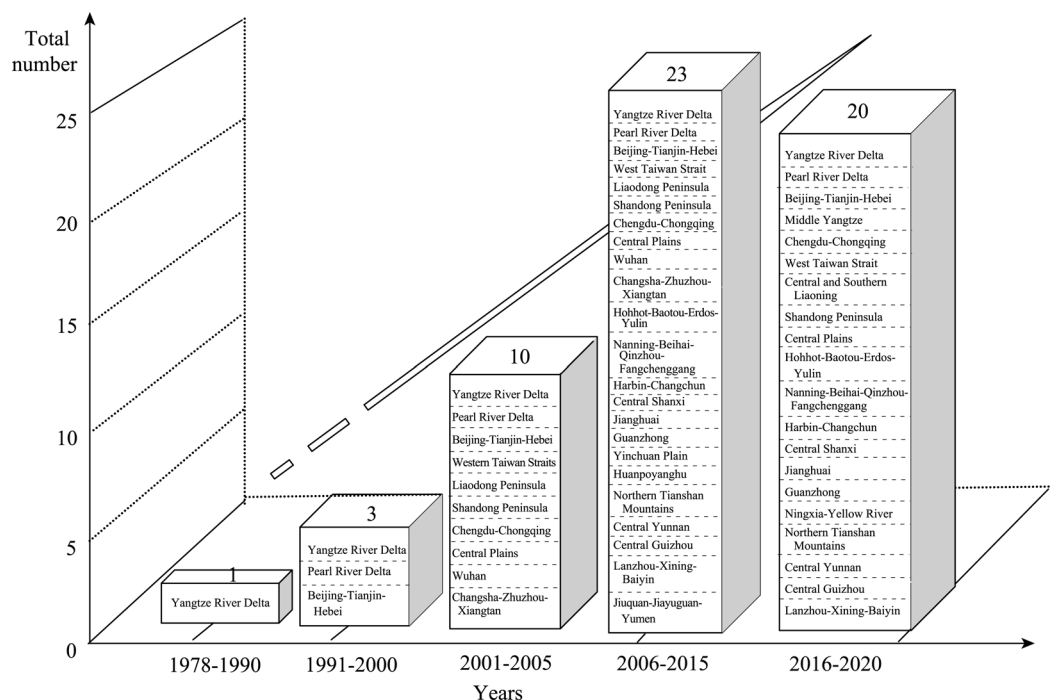 Total
number
25
20
15
10
5
0
1
Yangtze River Delta
1978-1990
3
Yangtze River Delta
Pearl River Delta
Beijing-Tianjin-
Hebei
1991-2000
10
Yangtze River Delta
Pearl River Delta
Beijing-Tianjin-Hebei
Western Taiwan Straits
Liaodong Peninsula
Shandong Peninsula
Chengdu-Chongqing
Central Plains
Wuhan
Changsha-Zhuzhou-
Xiangtan
2001-2005
23
Yangtze River Delta
Pearl River Delta
Beijing-Tianjin-Hebei
West Taiwan Strait
Liaodong Peninsula
Shandong Peninsula
Chengdu-Chongqing
Central Plains
Wuhan
Changsha-Zhuzhou-
Xiangtan
Hohhot-Baotou-Erdos-
Yulin
Nanning-Beihai-
Qinzhou-
Fangchenggang
Harbin-Changchun
Central Shanxi
Jianghuai
Guanzhong
Yinchuan Plain
Huanpoyanghu
Northern Tianshan
Mountains
Central Yunnan
Central Guizhou
Lanzhou-Xining-
Baiyin
Jiuquan-Jiayuguan-
Yumen
2006-2015
20
Yangtze River Delta
Pearl River Delta
Beijing-Tianjin-Hebei
Middle Yangtze
Chengdu-Chongqing
West Taiwan Strait
Central and Southern
Liaoning
Shandong Peninsula
Central Plains
Hohhot-Baotou-Erdos-
Yulin
Nanning-Beihai-Qinzhou-
Fangchenggang
Harbin-Changchun
Central Shanxi
Jianghuai
Guanzhong
Ningxia-Yellow River
Northern Tianshan
Mountains
Central Yunnan
Central Guizhou
Lanzhou-Xining-Baiyin
2016-2020
Years